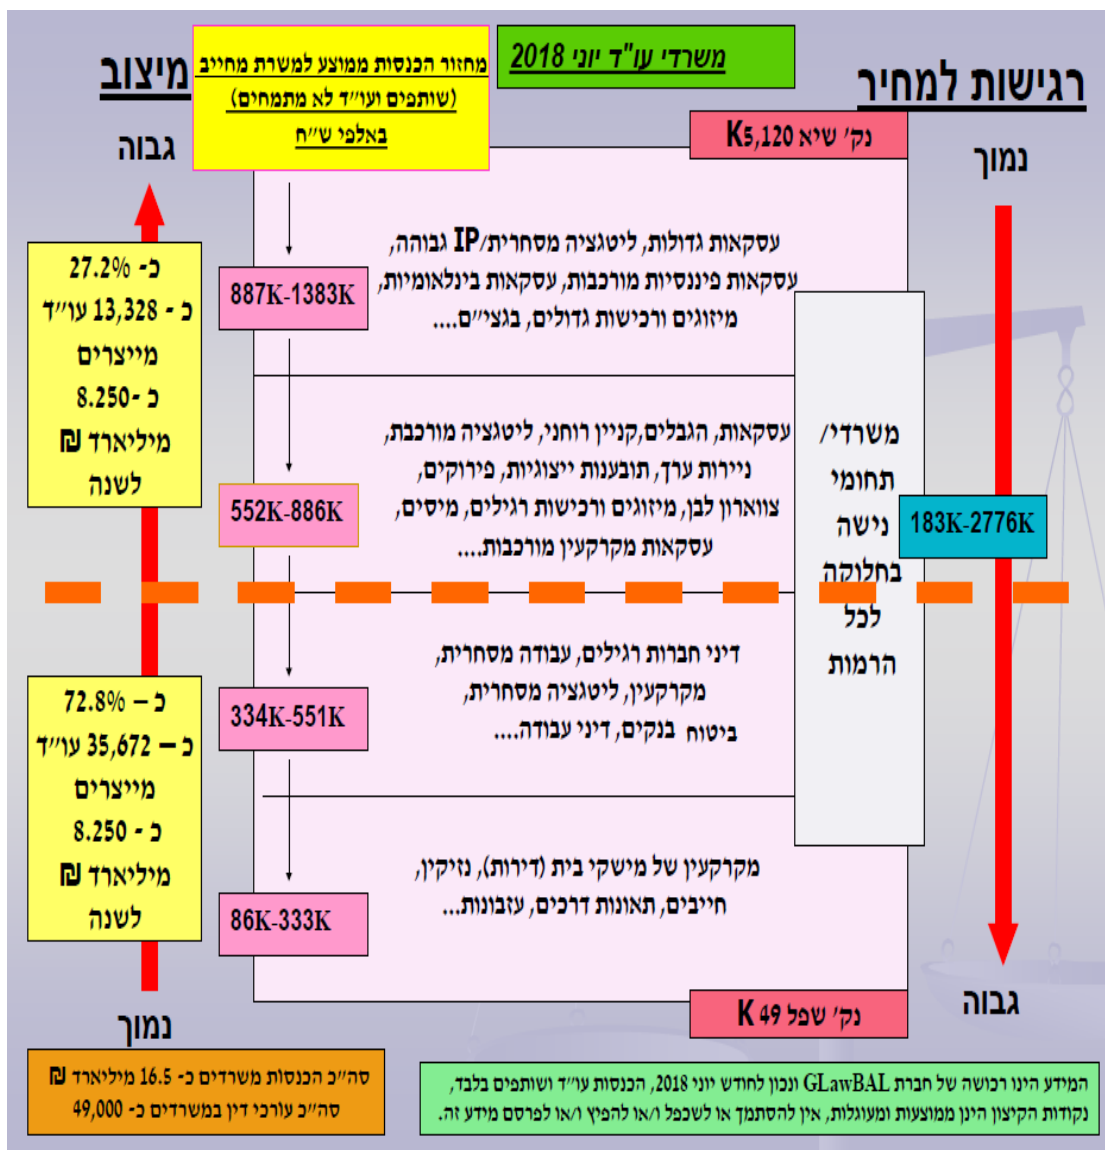 משרדי עו"ד יוני 2018
רגישות למחיר
מחזור הכנסות ממוצע למשרת מחייב
(שותפים ועו"ד לא מתמחים)
באלפי ש"ח
מיצוב
נמוך
גבוה
נק' שיא 5,120K
עסקאות גדולות, ליטגציה מסחרית/IP גבוהה,
עסקאות פיננסיות מורכבות, עסקאות בינלאומיות,
מיזוגים ורכישות גדולים, בגצי"ם....
887K-1383K
כ- 27.2%
כ - 13,328 עו"ד
מייצרים
כ -8.250
מיליארד ₪
לשנה
משרדי/
תחומי
נישה
בחלוקה
לכל
הרמות
183K-2776K
עסקאות, הגבלים,קניין רוחני, ליטגציה מורכבת,
ניירות ערך, תובענות ייצוגיות, פירוקים,
צווארון לבן, מיזוגים ורכישות רגילים, מיסים,
עסקאות מקרקעין מורכבות....
552K-886K
דיני חברות רגילים, עבודה מסחרית,
מקרקעין, ליטגציה מסחרית,
ביטוח בנקים, דיני עבודה....
334K-551K
כ – 72.8%
כ – 35,672 עו"ד
מייצרים
כ - 8.250
מיליארד ₪
לשנה
מקרקעין של מישקי בית (דירות), נזיקין,
חייבים, תאונות דרכים, עזבונות...
86K-333K
גבוה
נמוך
נק' שפל 49 K
המידע הינו רכושה של חברת GLawBAL ונכון לחודש יוני 2018, הכנסות עו"ד ושותפים בלבד,
נקודות הקיצון הינן ממוצעות ומעוגלות, אין להסתמך או לשכפל ו/או להפיץ ו/או לפרסם מידע זה.
סה"כ הכנסות משרדים כ- 16.5 מיליארד ₪
סה"כ עורכי דין במשרדים כ- 49,000